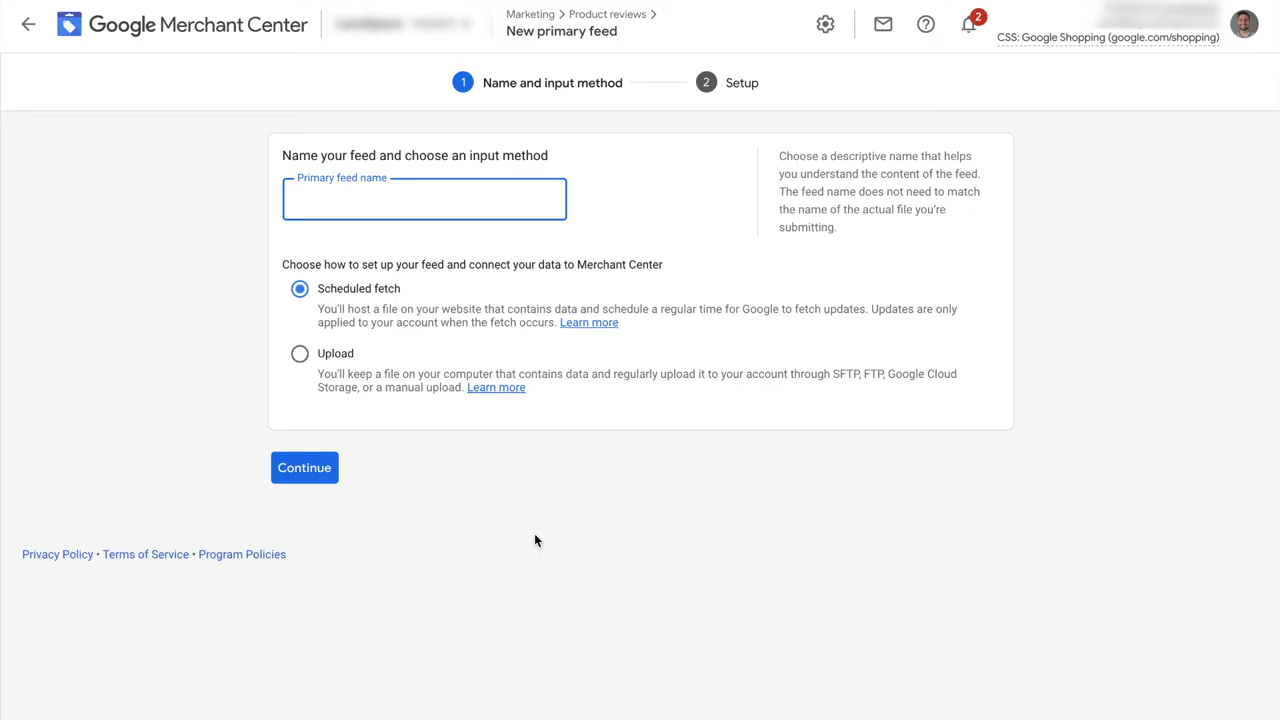 Google Merchant Center
Marketing > Product reviews >
New primary feed
2
CSS: Google Shopping (google.com/shopping)
1 Name and input method
2 Setup
Name your feed and choose an input method
Primary feed name
Choose a descriptive name that helps
you understand the content of the feed.
The feed name does not need to match
the name of the actual file you're
submitting.
Choose how to set up your feed and connect your data to Merchant Center
Scheduled fetch
You'll host a file on your website that contains data and schedule a regular time for Google to fetch updates. Updates are only
applied to your account when the fetch occurs. Learn more
Upload
You'll keep a file on your computer that contains data and regularly upload it to your account through SFTP, FTP, Google Cloud
Storage, or a manual upload. Learn more
Continue
Privacy Policy • Terms of Service • Program Policies